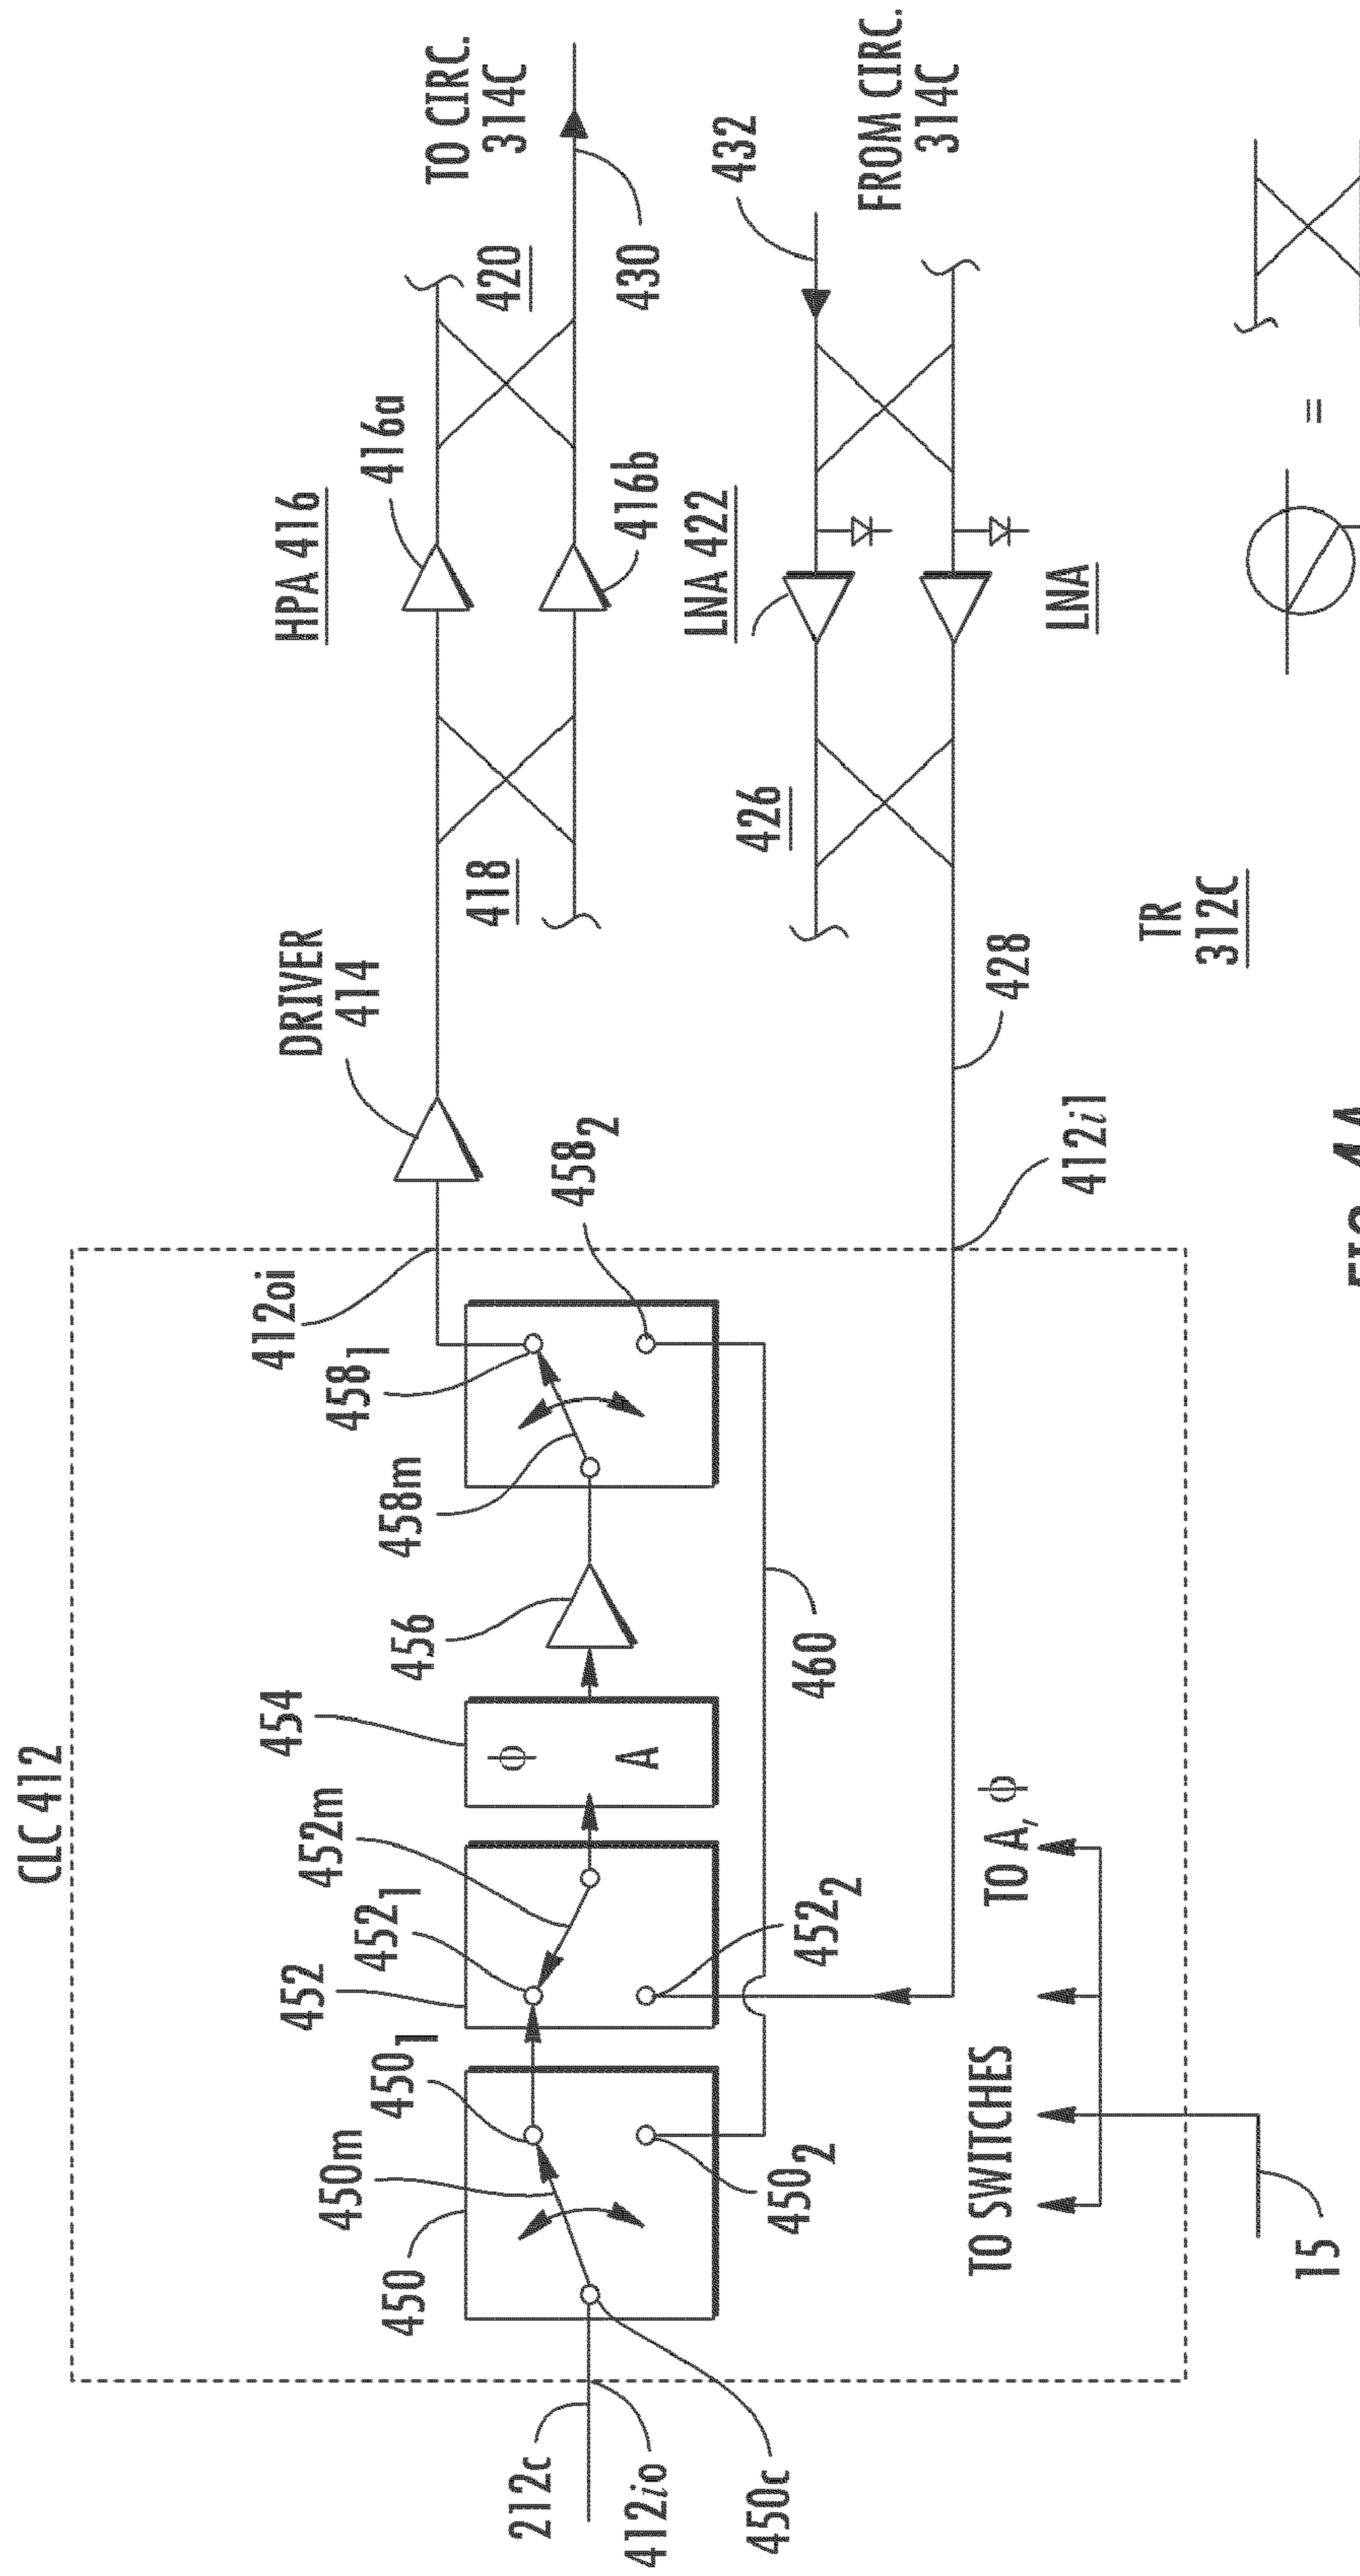 CLC 412
212c
412io
450c
450
450m
450₁
450₂
452
452₁
452m
452₂
454
ϕ
A
456
458m
458₁
458₂
460
412oi
412i1
TO SWITCHES
TO A, ϕ
15
DRIVER
414
418
HPA 416
416a
416b
420
430
TO CIRC.
314C
432
FROM CIRC.
314C
LNA 422
LNA
426
428
TR
312C
=